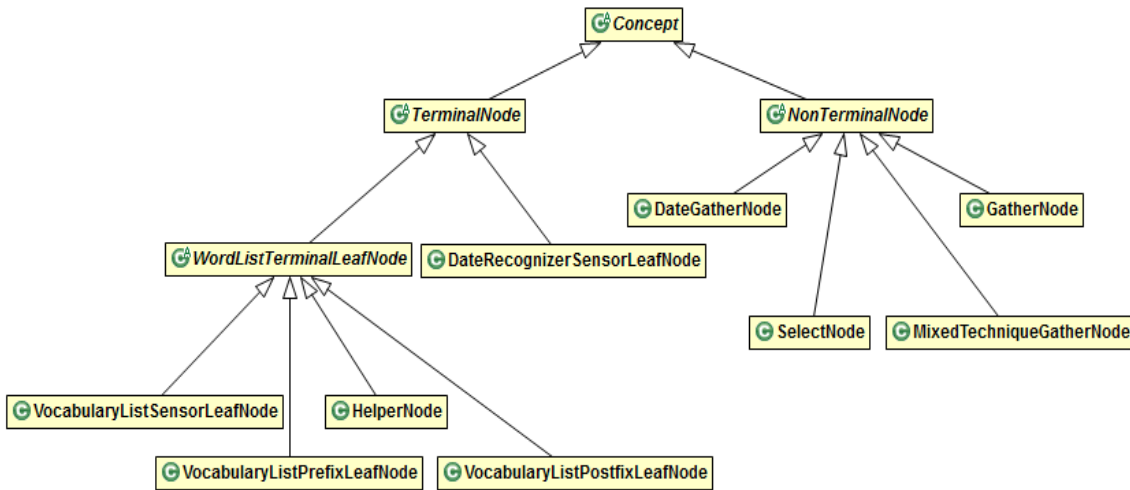 Concept
TerminalNode
NonTerminalNode
DateGatherNode
GatherNode
WordListTerminalLeafNode
DateRecognizerSensorLeafNode
SelectNode
MixedTechniqueGatherNode
VocabularyListSensorLeafNode
HelperNode
VocabularyListPrefixLeafNode
VocabularyListPostfixLeafNode